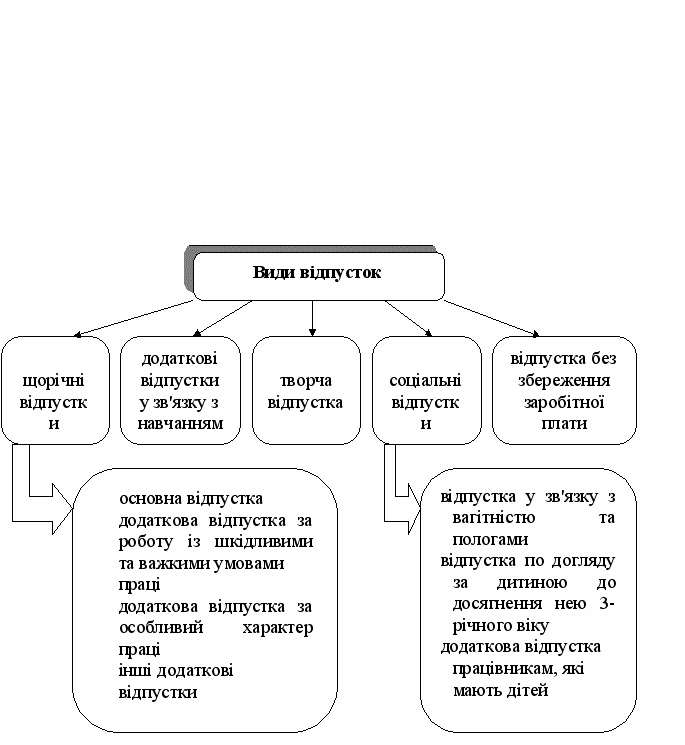 Види відпусток
щорічні
відпустк
и
додаткові
відпустки
у зв'язку з
навчанням
творча
відпустка
соціальні
відпустк
и
відпустка без
збереження
заробітної
плати
основна відпустка
додаткова відпустка за
роботу із шкідливими
та важкими умовами
праці
додаткова відпустка за
особливий характер
праці
інші додаткові
відпустки
відпустка у зв'язку з
вагітністю та
пологами
відпустка по догляду
за дитиною до
досягнення нею 3-
річного віку
додаткова відпустка
працівникам, які
мають дітей